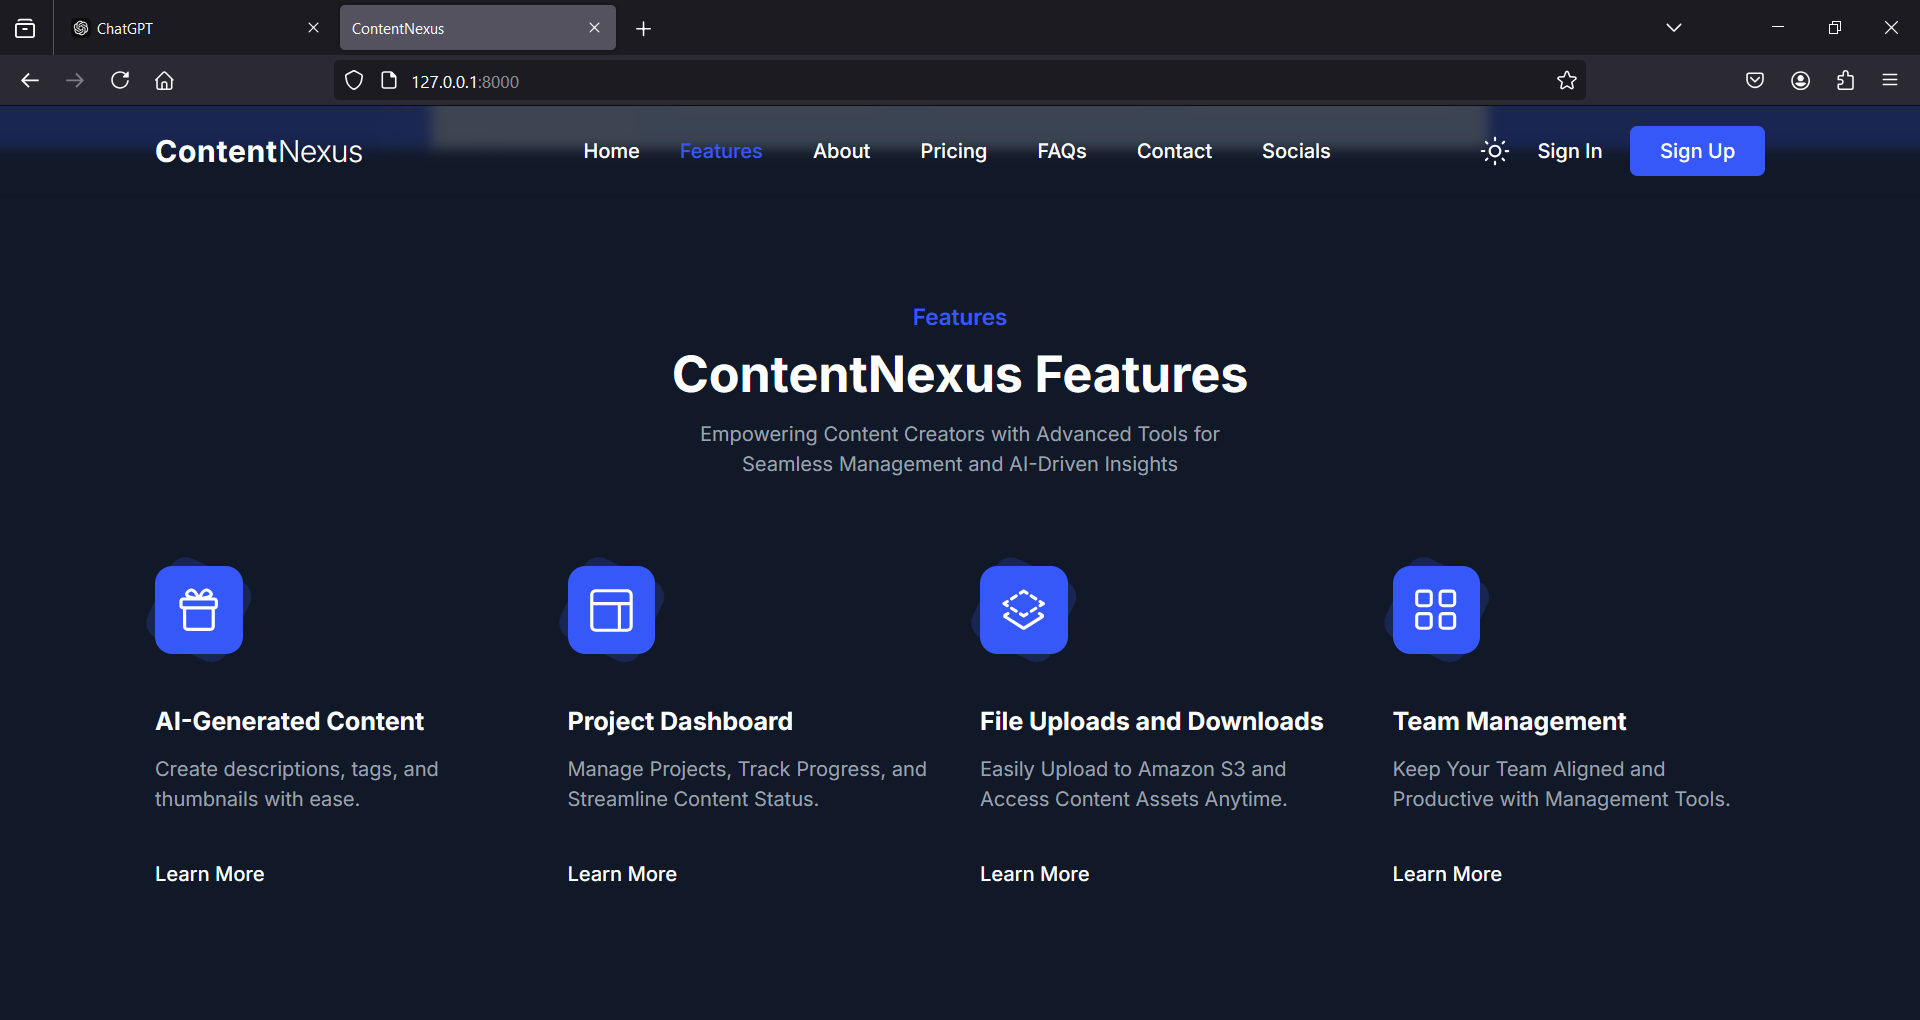 ChatGPT
ContentNexus
127.0.0.1:8000
ContentNexus
Home Features About Pricing FAQs Contact Socials
Sign In Sign Up
Features
ContentNexus Features
Empowering Content Creators with Advanced Tools for
Seamless Management and AI-Driven Insights
AI-Generated Content
Create descriptions, tags, and
thumbnails with ease.
Learn More
Project Dashboard
Manage Projects, Track Progress, and
Streamline Content Status.
Learn More
File Uploads and Downloads
Easily Upload to Amazon S3 and
Access Content Assets Anytime.
Learn More
Team Management
Keep Your Team Aligned and
Productive with Management Tools.
Learn More